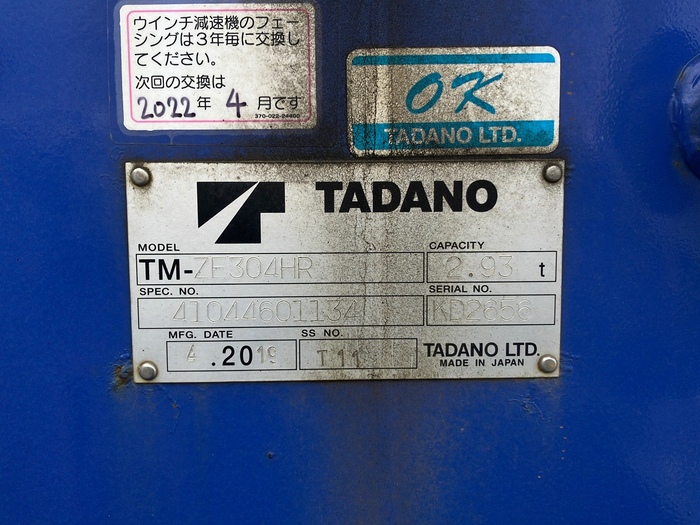 ウインチ減速機のフェー
シングは3年毎に交換し
てください。
次回の交換は
2022年 4月です
370-022-24400
OK
TADANO LTD.
TADANO
MODEL
TM-ZE304HR
CAPACITY
2.93 t
SPEC. NO.
41044601134
SERIAL NO.
KD2656
MFG. DATE
4 .2019
SS NO.
T11
TADANO LTD.
MADE IN JAPAN